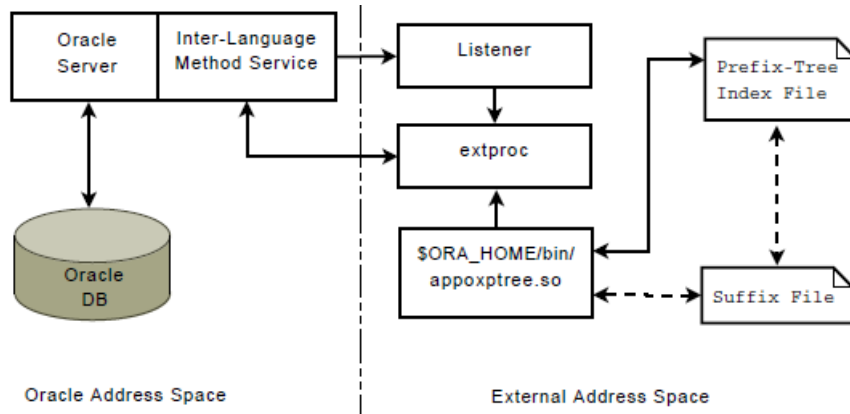 Oracle
Server
Inter-Language
Method Service
Listener
Prefix-Tree
Index File
extproc
$ORA_HOME/bin/
appoxptree.so
Oracle
DB
Suffix File
Oracle Address Space
External Address Space